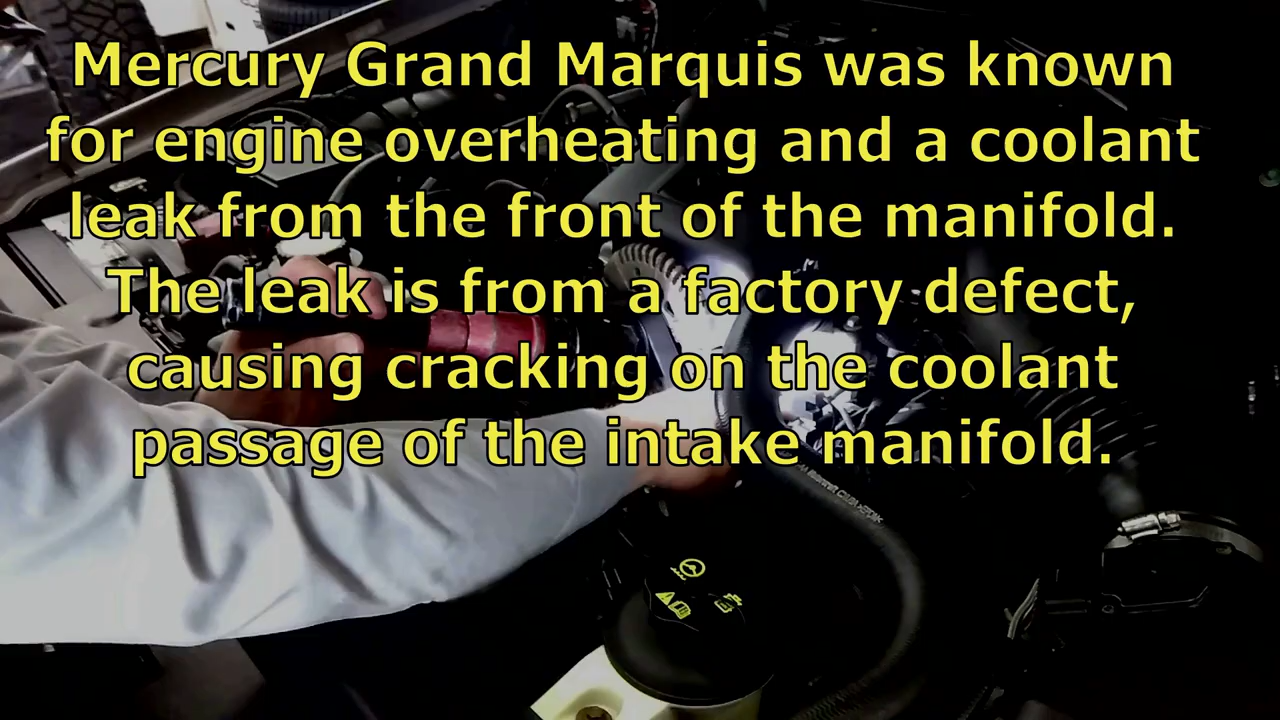 Mercury Grand Marquis was known
for engine overheating and a coolant
leak from the front of the manifold.
The leak is from a factory defect,
causing cracking on the coolant
passage of the intake manifold.